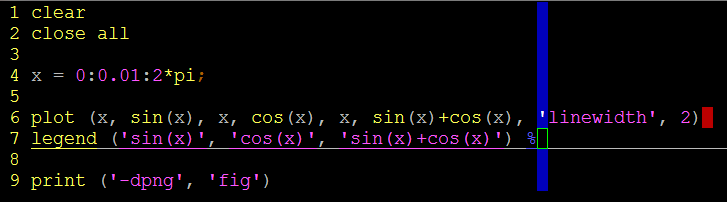 1 clear
2 close all
3
4 x = 0:0.01:2*pi;
5
6 plot (x, sin(x), x, cos(x), x, sin(x)+cos(x), 'linewidth', 2)
7 legend ('sin(x)', 'cos(x)', 'sin(x)+cos(x)') %
8
9 print ('-dpng', 'fig')